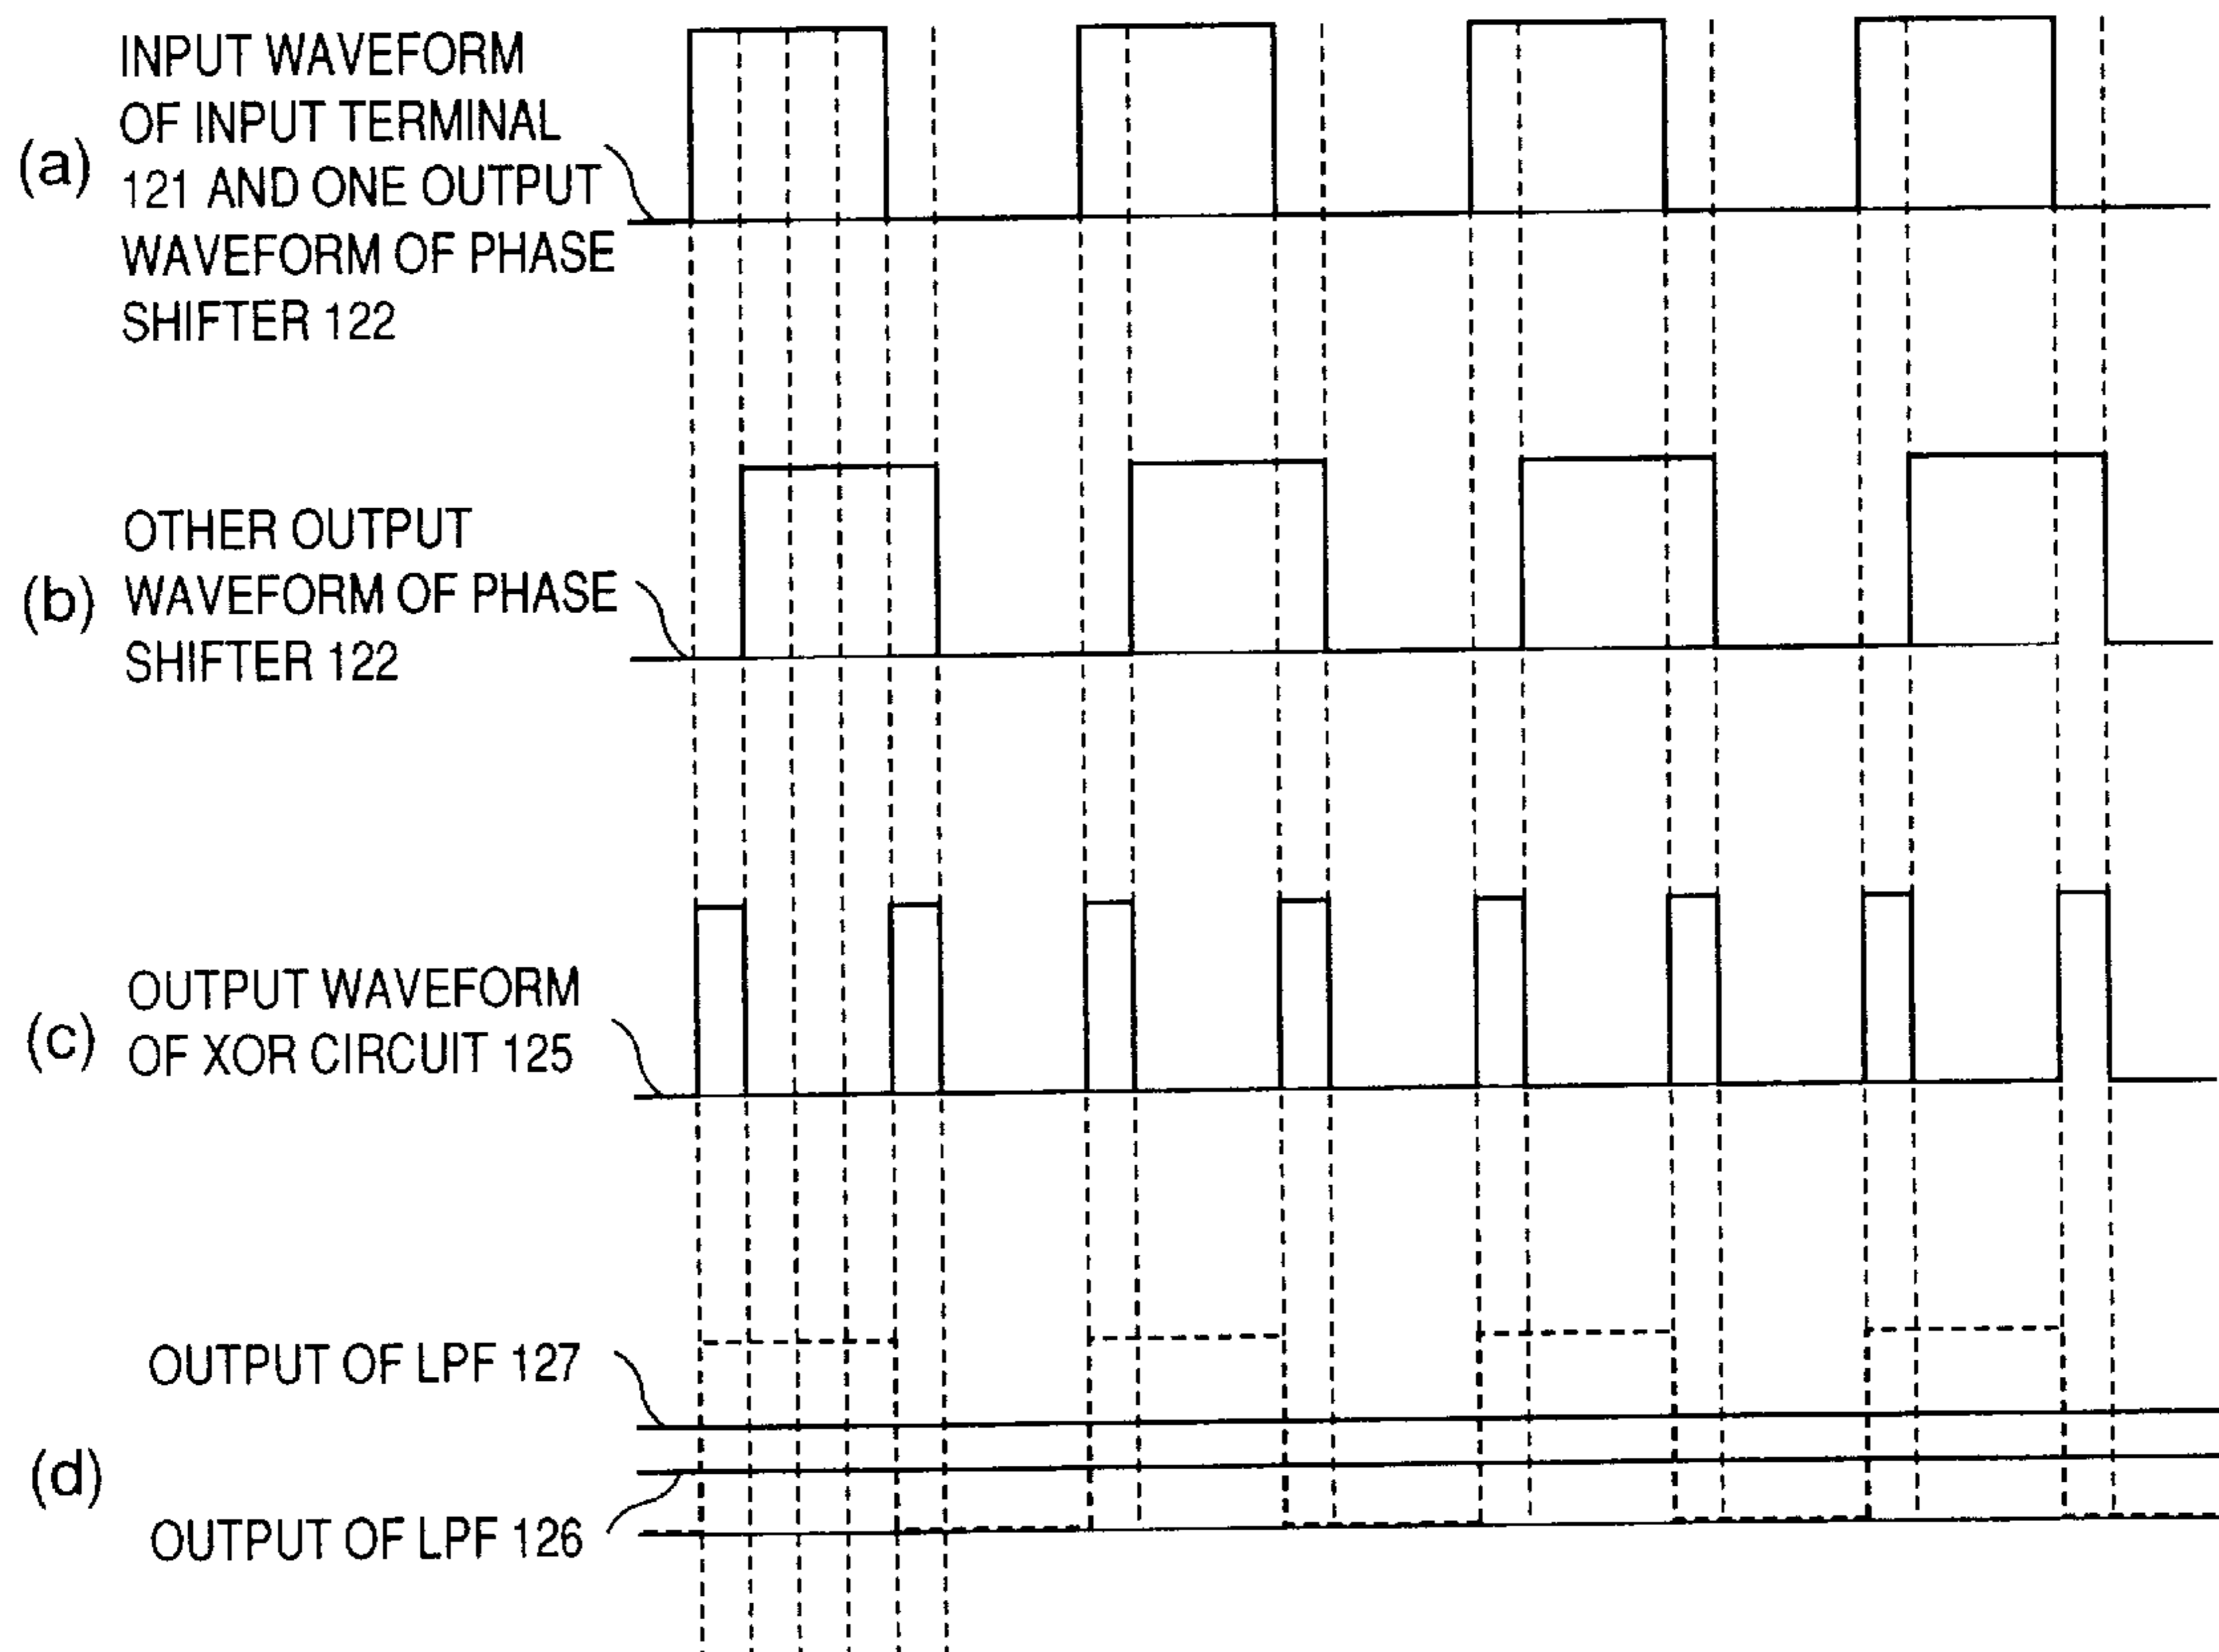 (a)
INPUT WAVEFORM
OF INPUT TERMINAL
121 AND ONE OUTPUT
WAVEFORM OF PHASE
SHIFTER 122
(b)
OTHER OUTPUT
WAVEFORM OF PHASE
SHIFTER 122
(c)
OUTPUT WAVEFORM
OF XOR CIRCUIT 125
(d)
OUTPUT OF LPF 127
OUTPUT OF LPF 126